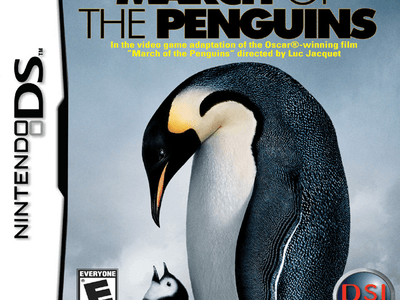 MARCH OF
THE PENGUINS
In the video game adaptation of the Oscar®-winning film
"March of the Penguins" directed by Luc Jacquet
NINTENDO DS™
EVERYONE
E
DSI